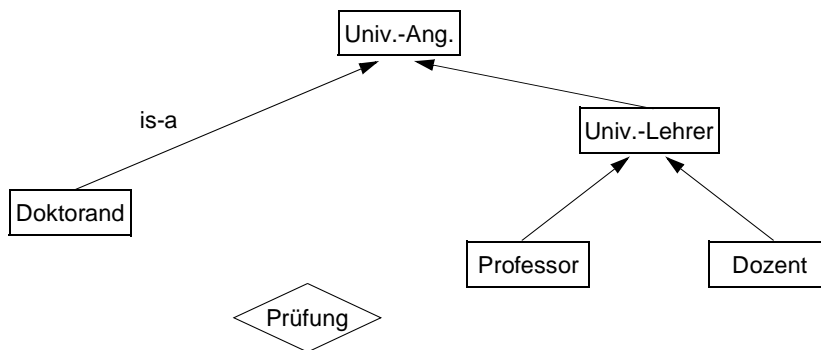 Univ.-Ang.
is-a
Univ.-Lehrer
Doktorand
Professor
Dozent
Prüfung